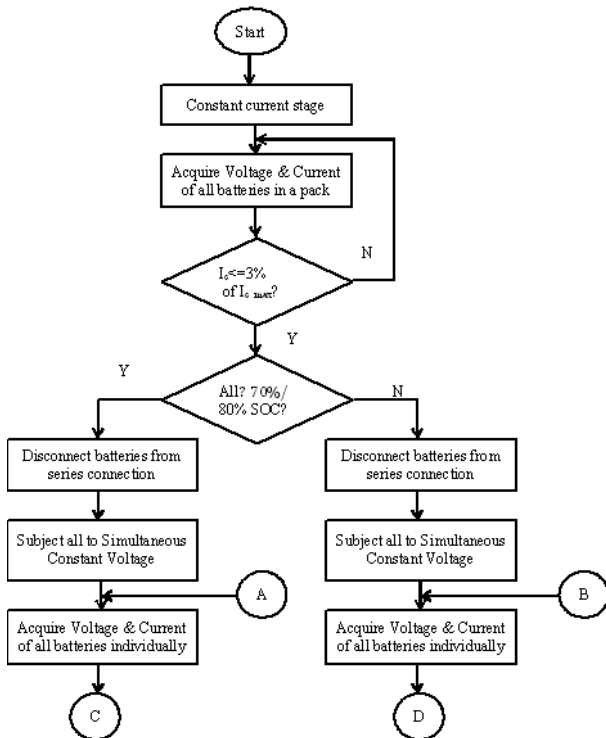 Start
Constant current stage
Acquire Voltage & Current
of all batteries in a pack
N
Ic<=3%
of Ic max?
Y
Y
All? 70%/
80% SOC?
N
Disconnect batteries from
series connection
Disconnect batteries from
series connection
Subject all to Simultaneous
Constant Voltage
Subject all to Simultaneous
Constant Voltage
A
B
Acquire Voltage & Current
of all batteries individually
Acquire Voltage & Current
of all batteries individually
C
D